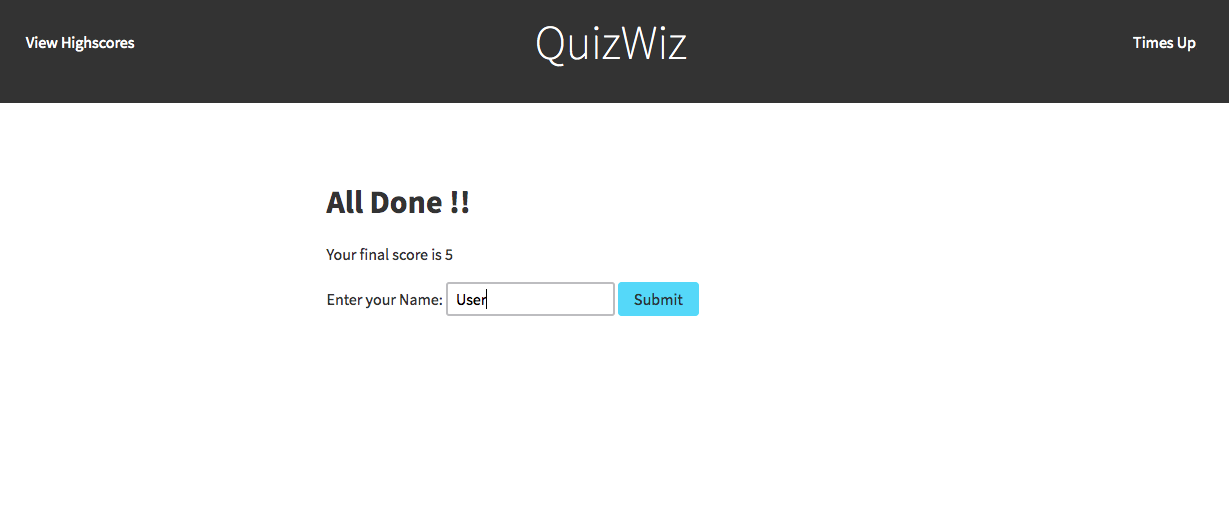 View Highscores
QuizWiz
Times Up
All Done !!
Your final score is 5
Enter your Name: User Submit